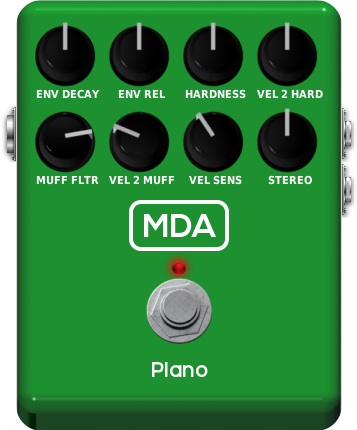 ENV DECAY ENV REL HARDNESS VEL 2 HARD
MUFF FLTR VEL 2 MUFF VEL SENS STEREO
MDA
Piano